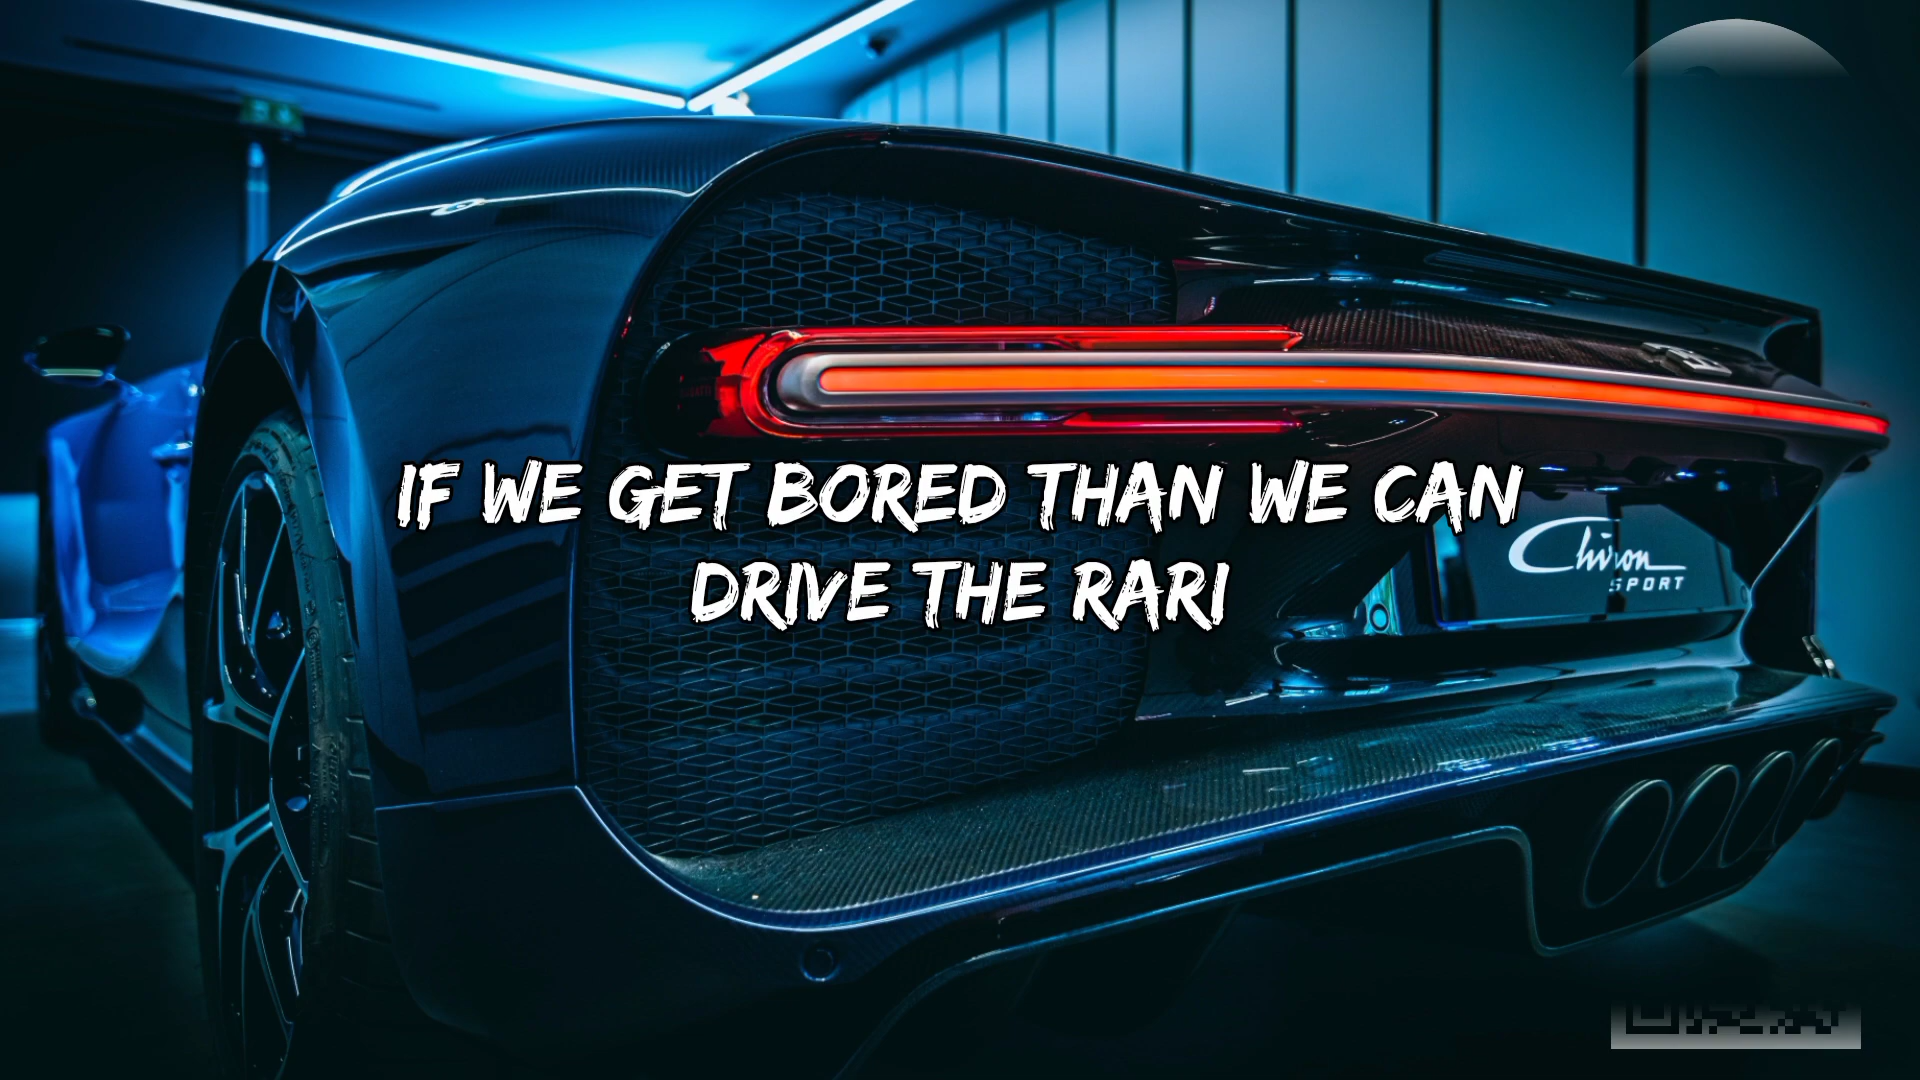 IF WE GET BORED THAN WE CAN
DRIVE THE RARI
Chiron
SPORT